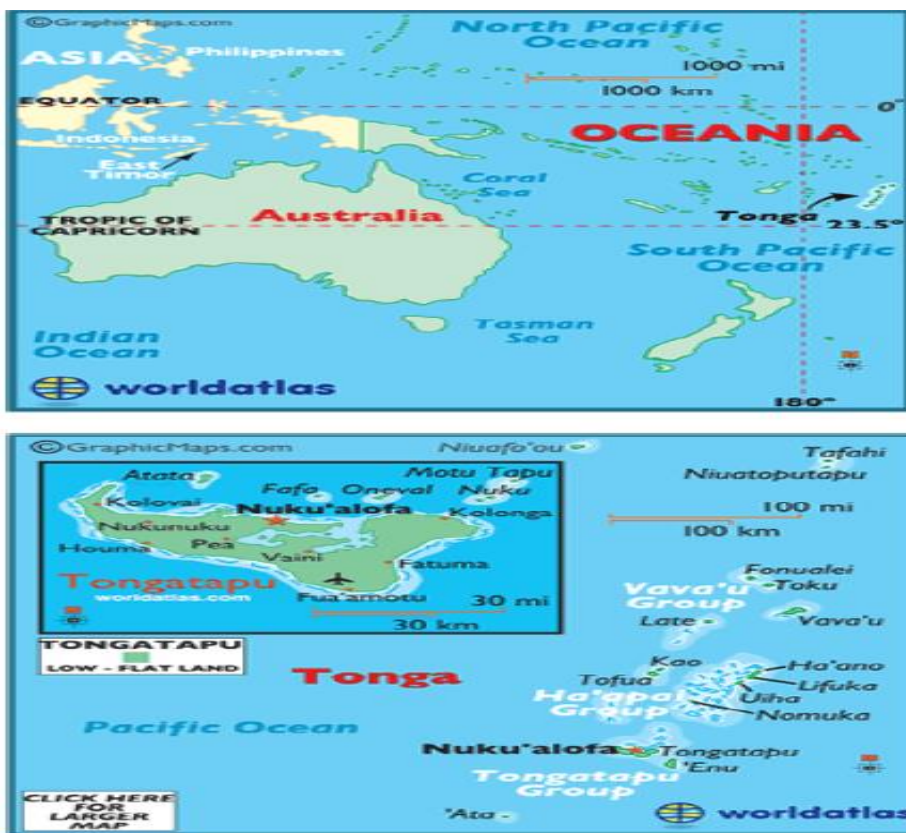 ©GraphicMaps.com
North Pacific
Ocean
ASIA
Philippines
1000 mi
1000 km
EQUATOR
0°
Indonesia
OCEANIA
East
Timor
Coral
Sea
Australia
Tonga
TROPIC OF
CAPRICORN
23.5°
South Pacific
Ocean
Indian
Ocean
Tasman
Sea
worldatlas
180°
©GraphicMaps.com
Niuafo'ou
Tafahi
Niuatoputapu
Atata
Motu Tapu
Fafa
Oneval
Nuku
Nuku'alofa
Kolovai
Kolonga
Nukunuku
Houma
Pea
Vaini
Fatuma
Tongatapu
worldatlas.com
Fua'amotu
30 mi
30 km
100 mi
100 km
Fonualei
Toku
Vava'u
Group
Late
Vava'u
TONGATAPU
LOW - FLAT LAND
Tonga
Kao
Tofua
Ha'ano
Lifuka
Uiha
Nomuka
Ha'apai
Group
Pacific Ocean
Nuku'alofa
Tongatapu
'Enu
Tongatapu
Group
CLICK HERE
FOR
LARGER
MAP
'Ata
worldatlas